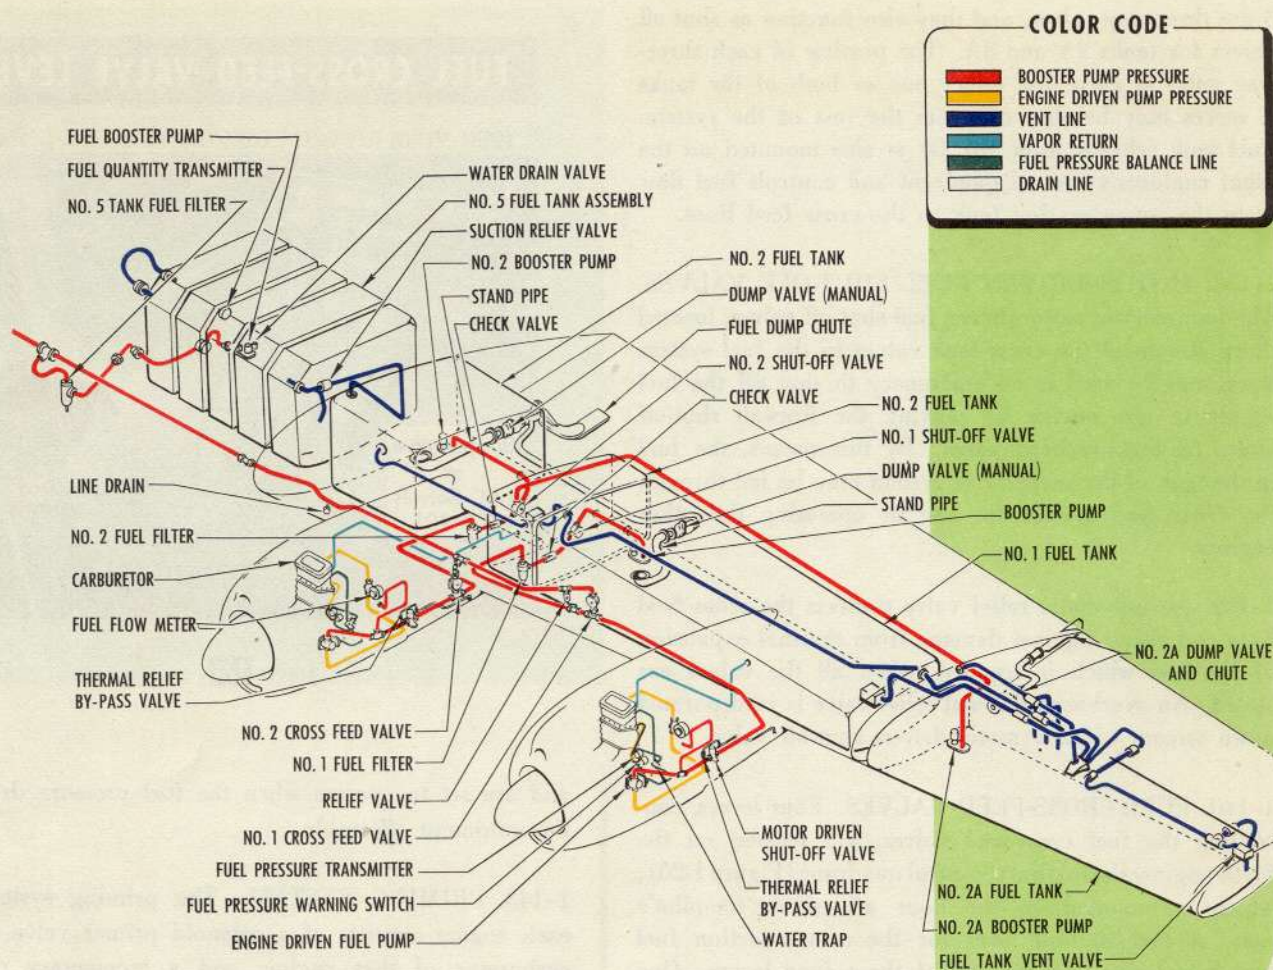 COLOR CODE
BOOSTER PUMP PRESSURE
ENGINE DRIVEN PUMP PRESSURE
VENT LINE
VAPOR RETURN
FUEL PRESSURE BALANCE LINE
DRAIN LINE
FUEL BOOSTER PUMP
FUEL QUANTITY TRANSMITTER
NO. 5 TANK FUEL FILTER
WATER DRAIN VALVE
NO. 5 FUEL TANK ASSEMBLY
SUCTION RELIEF VALVE
NO. 2 BOOSTER PUMP
STAND PIPE
CHECK VALVE
NO. 2 FUEL TANK
DUMP VALVE (MANUAL)
FUEL DUMP CHUTE
NO. 2 SHUT-OFF VALVE
CHECK VALVE
NO. 2 FUEL TANK
NO. 1 SHUT-OFF VALVE
DUMP VALVE (MANUAL)
STAND PIPE
BOOSTER PUMP
NO. 1 FUEL TANK
NO. 2A DUMP VALVE
AND CHUTE
LINE DRAIN
NO. 2 FUEL FILTER
CARBURETOR
FUEL FLOW METER
THERMAL RELIEF
BY-PASS VALVE
NO. 2 CROSS FEED VALVE
NO. 1 FUEL FILTER
RELIEF VALVE
NO. 1 CROSS FEED VALVE
FUEL PRESSURE TRANSMITTER
FUEL PRESSURE WARNING SWITCH
ENGINE DRIVEN FUEL PUMP
MOTOR DRIVEN
SHUT-OFF VALVE
THERMAL RELIEF
BY-PASS VALVE
WATER TRAP
NO. 2A FUEL TANK
NO. 2A BOOSTER PUMP
FUEL TANK VENT VALVE